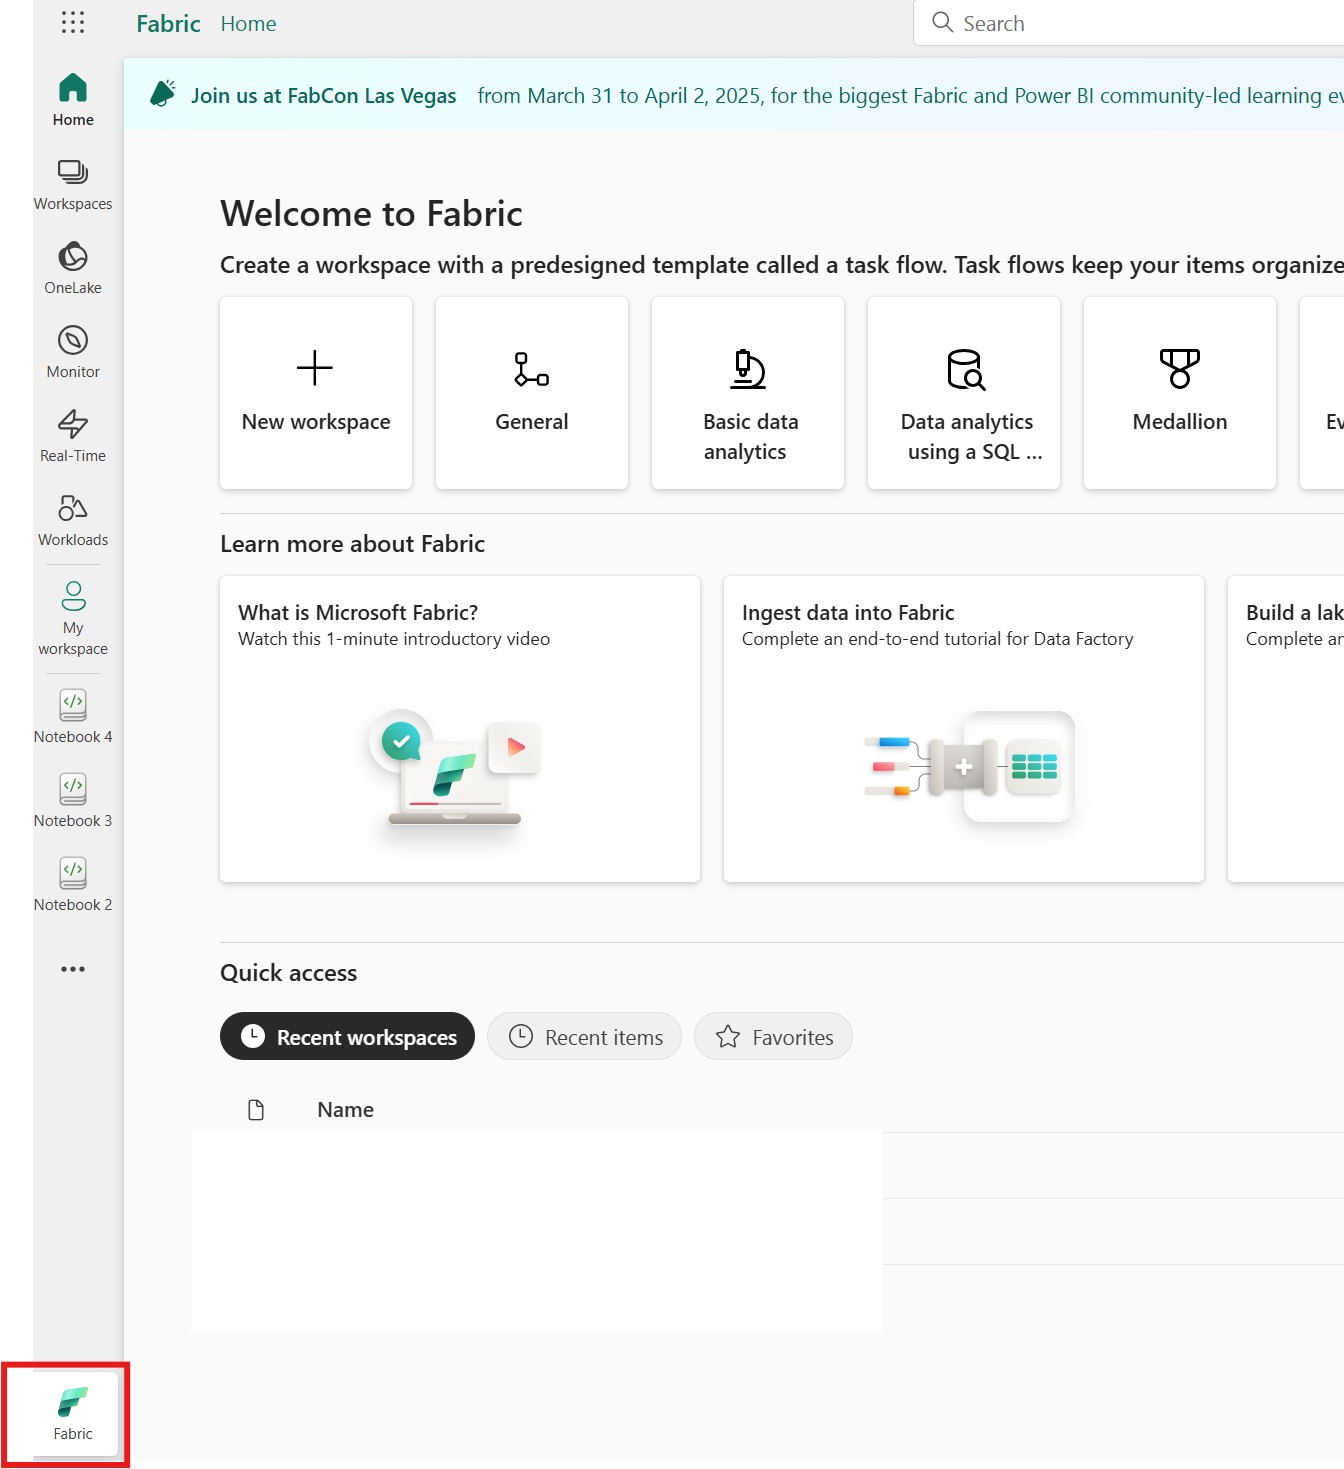 Fabric Home
Search
Home
Workspaces
OneLake
Monitor
Real-Time
Workloads
My
workspace
Notebook 4
Notebook 3
Notebook 2
Fabric
Join us at FabCon Las Vegas from March 31 to April 2, 2025, for the biggest Fabric and Power BI community-led learning ev
Welcome to Fabric
Create a workspace with a predesigned template called a task flow. Task flows keep your items organize
New workspace
General
Basic data
analytics
Data analytics
using a SQL ...
Medallion
Ev
Learn more about Fabric
What is Microsoft Fabric?
Watch this 1-minute introductory video
Ingest data into Fabric
Complete an end-to-end tutorial for Data Factory
Build a lak
Complete an
Quick access
Recent workspaces
Recent items
Favorites
Name